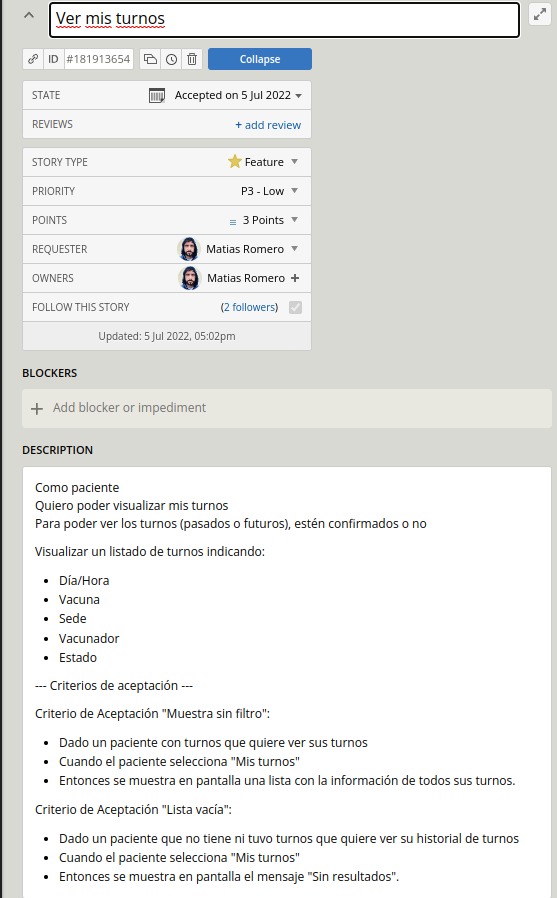 Ver mis turnos
ID #181913654 Collapse
STATE Accepted on 5 Jul 2022
REVIEWS + add review
STORY TYPE Feature
PRIORITY P3 - Low
POINTS 3 Points
REQUESTER Matias Romero
OWNERS Matias Romero +
FOLLOW THIS STORY (2 followers)
Updated: 5 Jul 2022, 05:02pm
BLOCKERS
+ Add blocker or impediment
DESCRIPTION
Como paciente
Quiero poder visualizar mis turnos
Para poder ver los turnos (pasados o futuros), estén confirmados o no
Visualizar un listado de turnos indicando:
• Día/Hora
• Vacuna
• Sede
• Vacunador
• Estado
--- Criterios de aceptación ---
Criterio de Aceptación "Muestra sin filtro":
• Dado un paciente con turnos que quiere ver sus turnos
• Cuando el paciente selecciona "Mis turnos"
• Entonces se muestra en pantalla una lista con la información de todos sus turnos.
Criterio de Aceptación "Lista vacía":
• Dado un paciente que no tiene ni tuvo turnos que quiere ver su historial de turnos
• Cuando el paciente selecciona "Mis turnos"
• Entonces se muestra en pantalla el mensaje "Sin resultados".